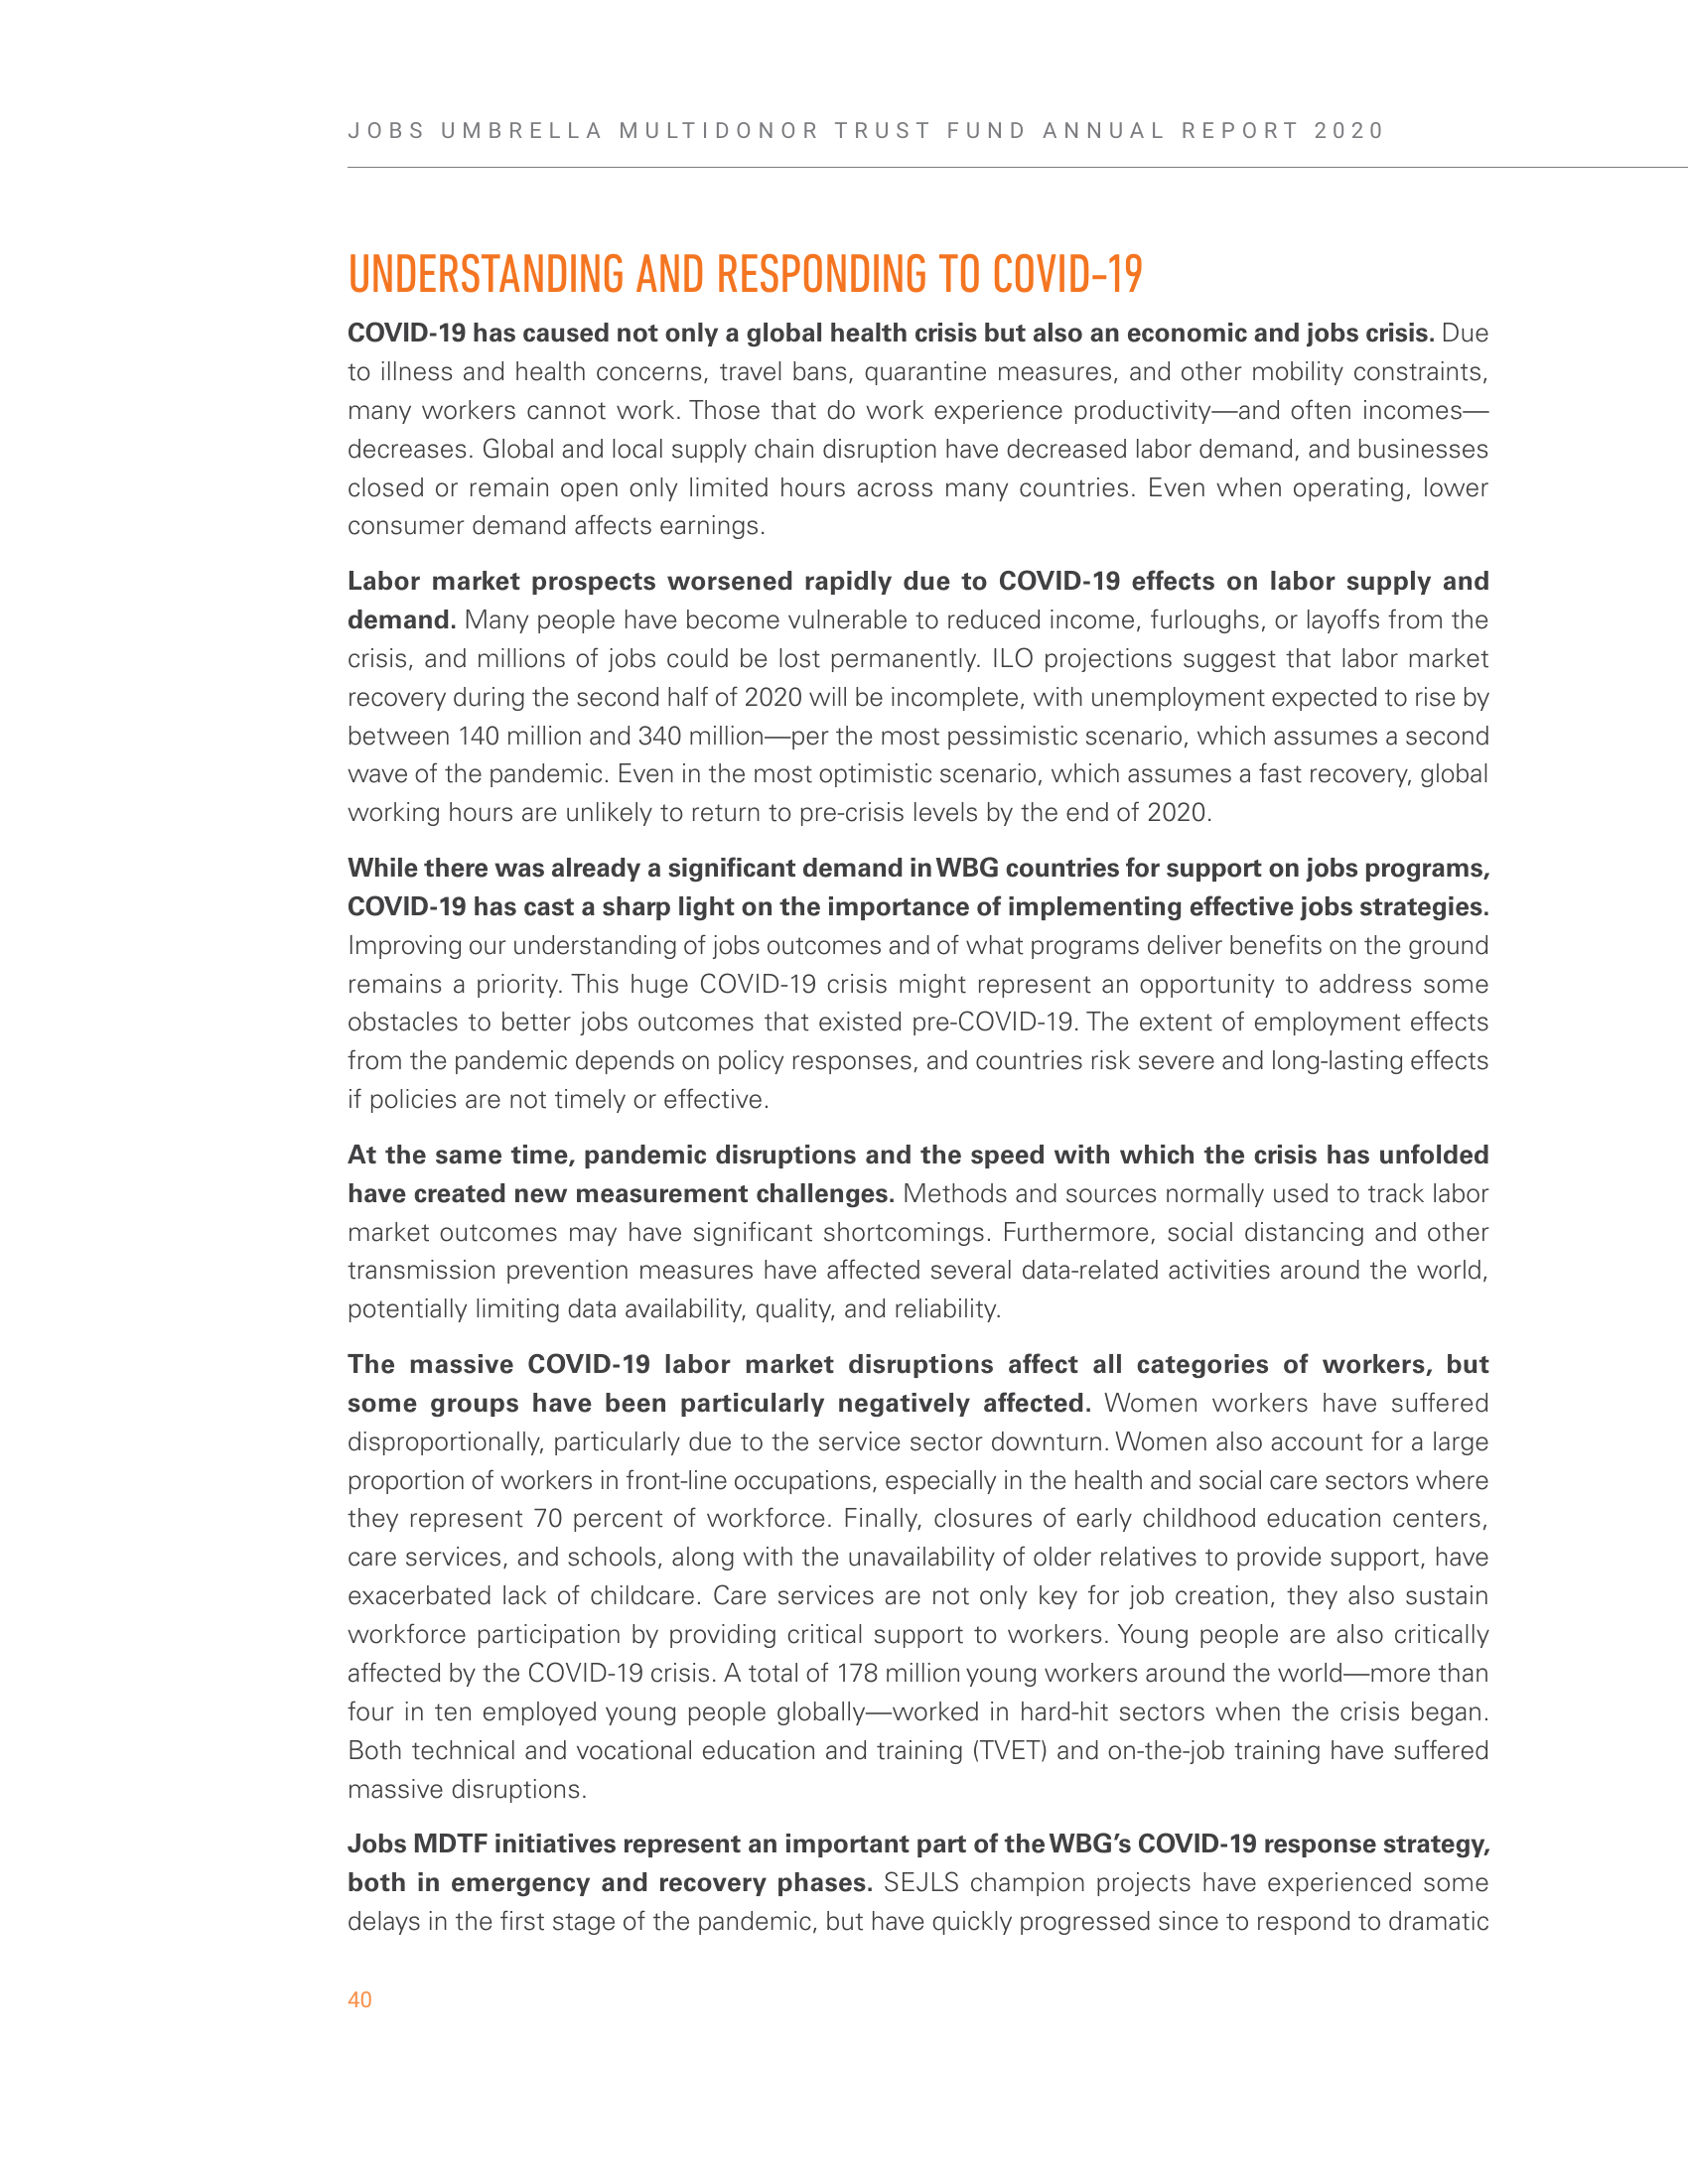 JOBS UMBRELLA MULTIDONOR TRUST FUND ANNUAL REPORT 2020
UNDERSTANDING AND RESPONDING TO COVID-19
COVID-19 has caused not only a global health crisis but also an economic and jobs crisis. Due
to illness and health concerns, travel bans, quarantine measures, and other mobility constraints,
many workers cannot work. Those that do work experience productivity—and often incomes—
decreases. Global and local supply chain disruption have decreased labor demand, and businesses
closed or remain open only limited hours across many countries. Even when operating, lower
consumer demand affects earnings.
Labor market prospects worsened rapidly due to COVID-19 effects on labor supply and
demand. Many people have become vulnerable to reduced income, furloughs, or layoffs from the
crisis, and millions of jobs could be lost permanently. ILO projections suggest that labor market
recovery during the second half of 2020 will be incomplete, with unemployment expected to rise by
between 140 million and 340 million—per the most pessimistic scenario, which assumes a second
wave of the pandemic. Even in the most optimistic scenario, which assumes a fast recovery, global
working hours are unlikely to return to pre-crisis levels by the end of 2020.
While there was already a significant demand in WBG countries for support on jobs programs,
COVID-19 has cast a sharp light on the importance of implementing effective jobs strategies.
Improving our understanding of jobs outcomes and of what programs deliver benefits on the ground
remains a priority. This huge COVID-19 crisis might represent an opportunity to address some
obstacles to better jobs outcomes that existed pre-COVID-19. The extent of employment effects
from the pandemic depends on policy responses, and countries risk severe and long-lasting effects
if policies are not timely or effective.
At the same time, pandemic disruptions and the speed with which the crisis has unfolded
have created new measurement challenges. Methods and sources normally used to track labor
market outcomes may have significant shortcomings. Furthermore, social distancing and other
transmission prevention measures have affected several data-related activities around the world,
potentially limiting data availability, quality, and reliability.
The massive COVID-19 labor market disruptions affect all categories of workers, but
some groups have been particularly negatively affected. Women workers have suffered
disproportionally, particularly due to the service sector downturn. Women also account for a large
proportion of workers in front-line occupations, especially in the health and social care sectors where
they represent 70 percent of workforce. Finally, closures of early childhood education centers,
care services, and schools, along with the unavailability of older relatives to provide support, have
exacerbated lack of childcare. Care services are not only key for job creation, they also sustain
workforce participation by providing critical support to workers. Young people are also critically
affected by the COVID-19 crisis. A total of 178 million young workers around the world—more than
four in ten employed young people globally—worked in hard-hit sectors when the crisis began.
Both technical and vocational education and training (TVET) and on-the-job training have suffered
massive disruptions.
Jobs MDTF initiatives represent an important part of the WBG’s COVID-19 response strategy,
both in emergency and recovery phases. SEJLS champion projects have experienced some
delays in the first stage of the pandemic, but have quickly progressed since to respond to dramatic
40